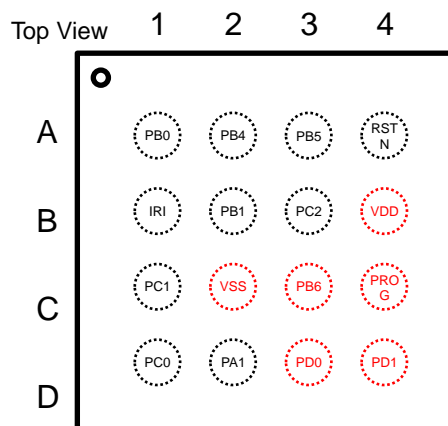 Top View 1 2 3 4
A PB0 PB4 PB5 RST
N
B IRI PB1 PC2 VDD
C PC1 VSS PB6 PRO
G
D PC0 PA1 PD0 PD1